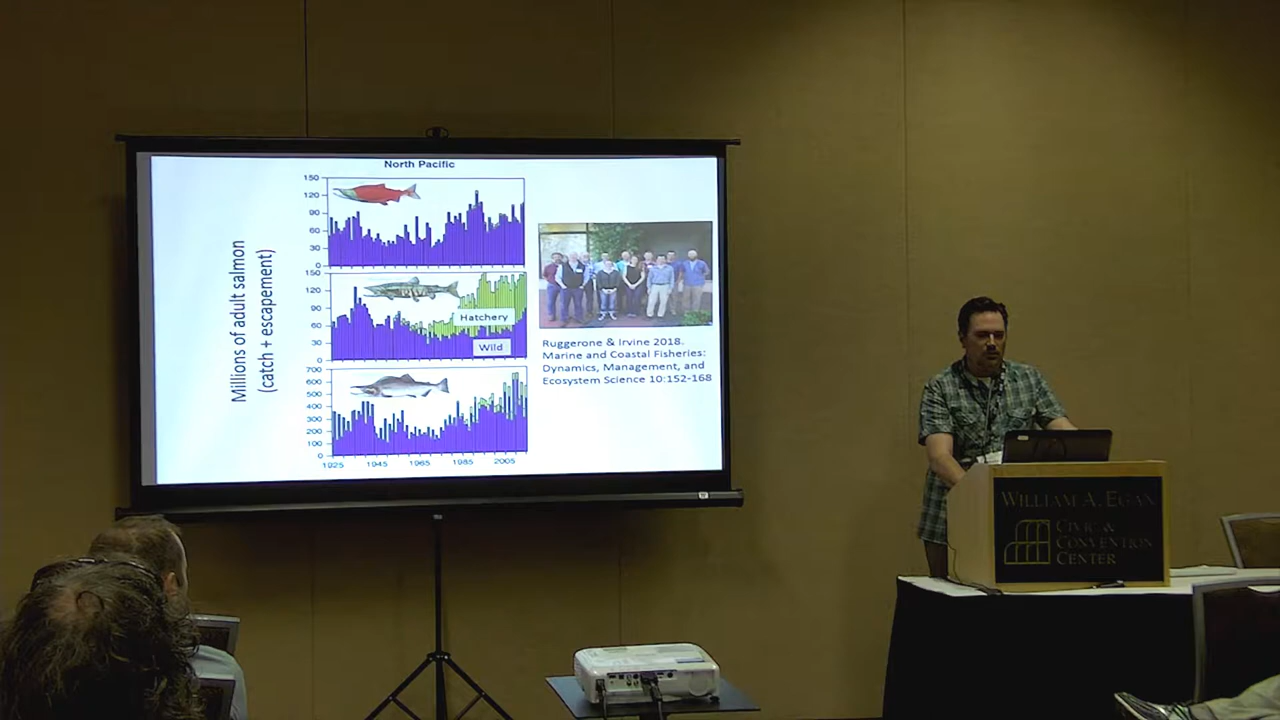 North Pacific
Millions of adult salmon
(catch + escapement)
150
120
90
60
30
0
150
120
90
60
30
0
Hatchery
Wild
700
600
500
400
300
200
100
0
1925 1945 1965 1985 2005
Ruggerone & Irvine 2018.
Marine and Coastal Fisheries:
Dynamics, Management, and
Ecosystem Science 10:152-168
WILLIAM A. EGAN
CIVIC &
CONVENTION
CENTER